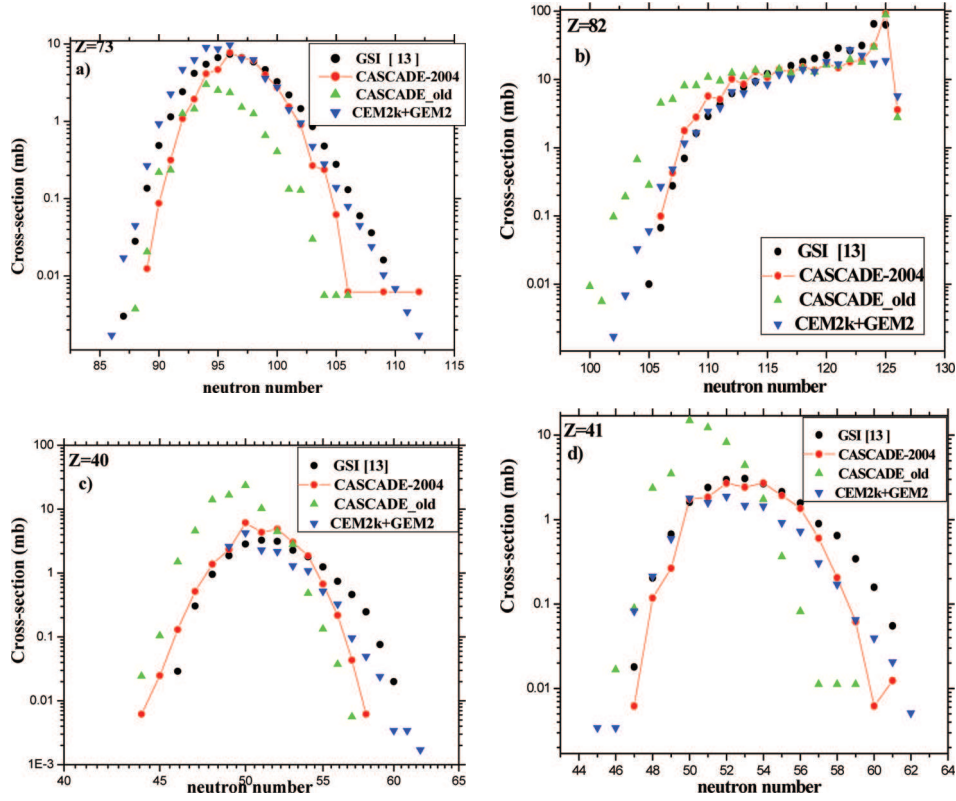 Z=73
a)
GSI [13]
CASCADE-2004
CASCADE_old
CEM2k+GEM2
Cross-section (mb)
10
1
0.1
0.01
85 90 95 100 105 110 115
neutron number
Z=82
b)
GSI [13]
CASCADE-2004
CASCADE_old
CEM2k+GEM2
Cross-section (mb)
100
10
1
0.1
0.01
100 105 110 115 120 125 130
neutron number
Z=40
c)
GSI [13]
CASCADE-2004
CASCADE_old
CEM2k+GEM2
Cross-section (mb)
100
10
1
0.1
0.01
1E-3
40 45 50 55 60 65
neutron number
Z=41
d)
GSI [13]
CASCADE-2004
CASCADE_old
CEM2k+GEM2
Cross-section (mb)
10
1
0.1
0.01
44 46 48 50 52 54 56 58 60 62 64
neutron number